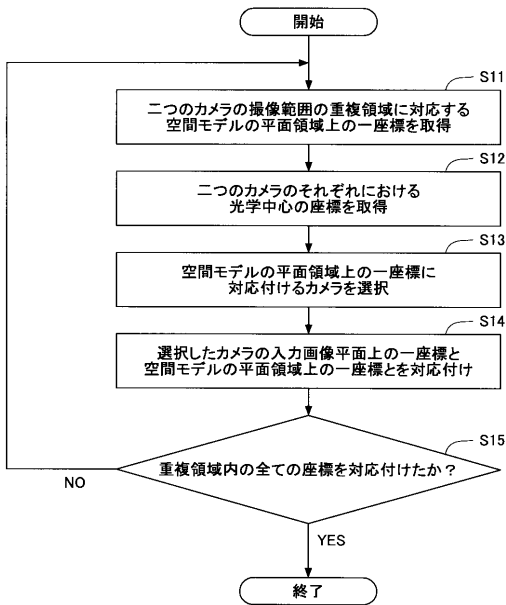 開始
S11
二つのカメラの撮像範囲の重複領域に対応する
空間モデルの平面領域上の一座標を取得
S12
二つのカメラのそれぞれにおける
光学中心の座標を取得
S13
空間モデルの平面領域上の一座標に
対応付けるカメラを選択
S14
選択したカメラの入力画像平面上の一座標と
空間モデルの平面領域上の一座標とを対応付け
S15
重複領域内の全ての座標を対応付けたか？
NO
YES
終了